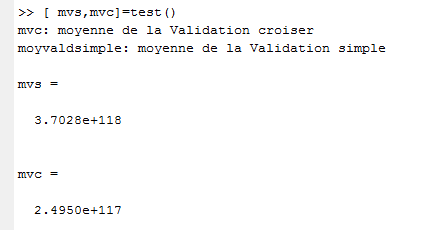 >> [ mvs,mvc]=test()
mvc: moyenne de la Validation croiser
moyvaldsimple: moyenne de la Validation simple
mvs =
3.7028e+118
mvc =
2.4950e+117